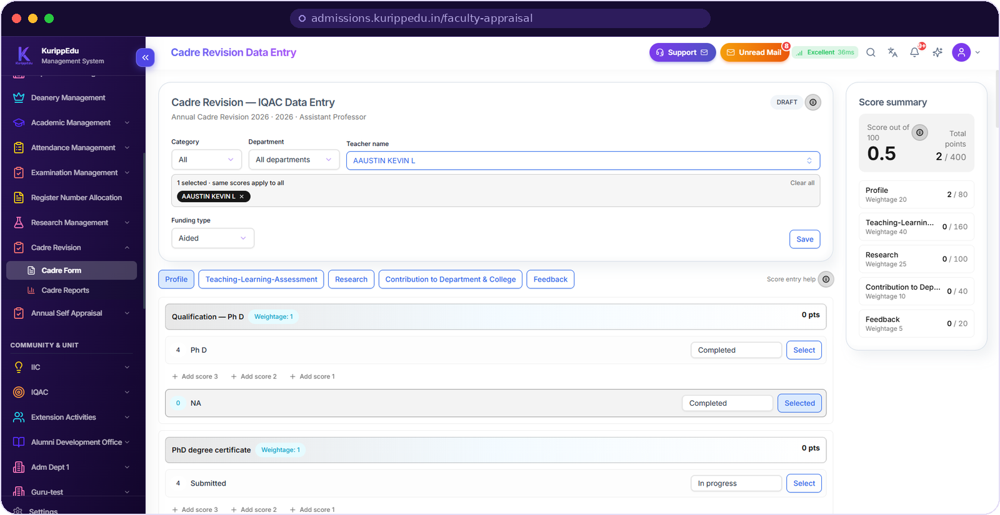 admissions.kurippedu.in/faculty-appraisal
KurippEdu
Management System
K
KurippEdu
Deanery Management
Academic Management
Attendance Management
Examination Management
Register Number Allocation
Research Management
Cadre Revision
Cadre Form
Cadre Reports
Annual Self Appraisal
COMMUNITY & UNIT
IIC
IQAC
Extension Activities
Alumni Development Office
Adm Dept 1
Guru-test
Settings
Cadre Revision Data Entry
Support
Unread Mail
8
Excellent 36ms
9+
Cadre Revision — IQAC Data Entry
DRAFT
Annual Cadre Revision 2026 · 2026 · Assistant Professor
Category
Department
Teacher name
All
All departments
AAUSTIN KEVIN L
1 selected · same scores apply to all
Clear all
AAUSTIN KEVIN L ×
Funding type
Aided
Save
Profile
Teaching-Learning-Assessment
Research
Contribution to Department & College
Feedback
Score entry help
Qualification — Ph D
Weightage: 1
0 pts
4
Ph D
Completed
Select
+ Add score 3
+ Add score 2
+ Add score 1
0
NA
Completed
Selected
PhD degree certificate
Weightage: 1
0 pts
4
Submitted
In progress
Select
+ Add score 3
+ Add score 2
+ Add score 1
Score summary
Score out of
100
0.5
Total
points
2 / 400
Profile
Weightage 20
2 / 80
Teaching-Learnin...
Weightage 40
0 / 160
Research
Weightage 25
0 / 100
Contribution to Dep...
Weightage 10
0 / 40
Feedback
Weightage 5
0 / 20